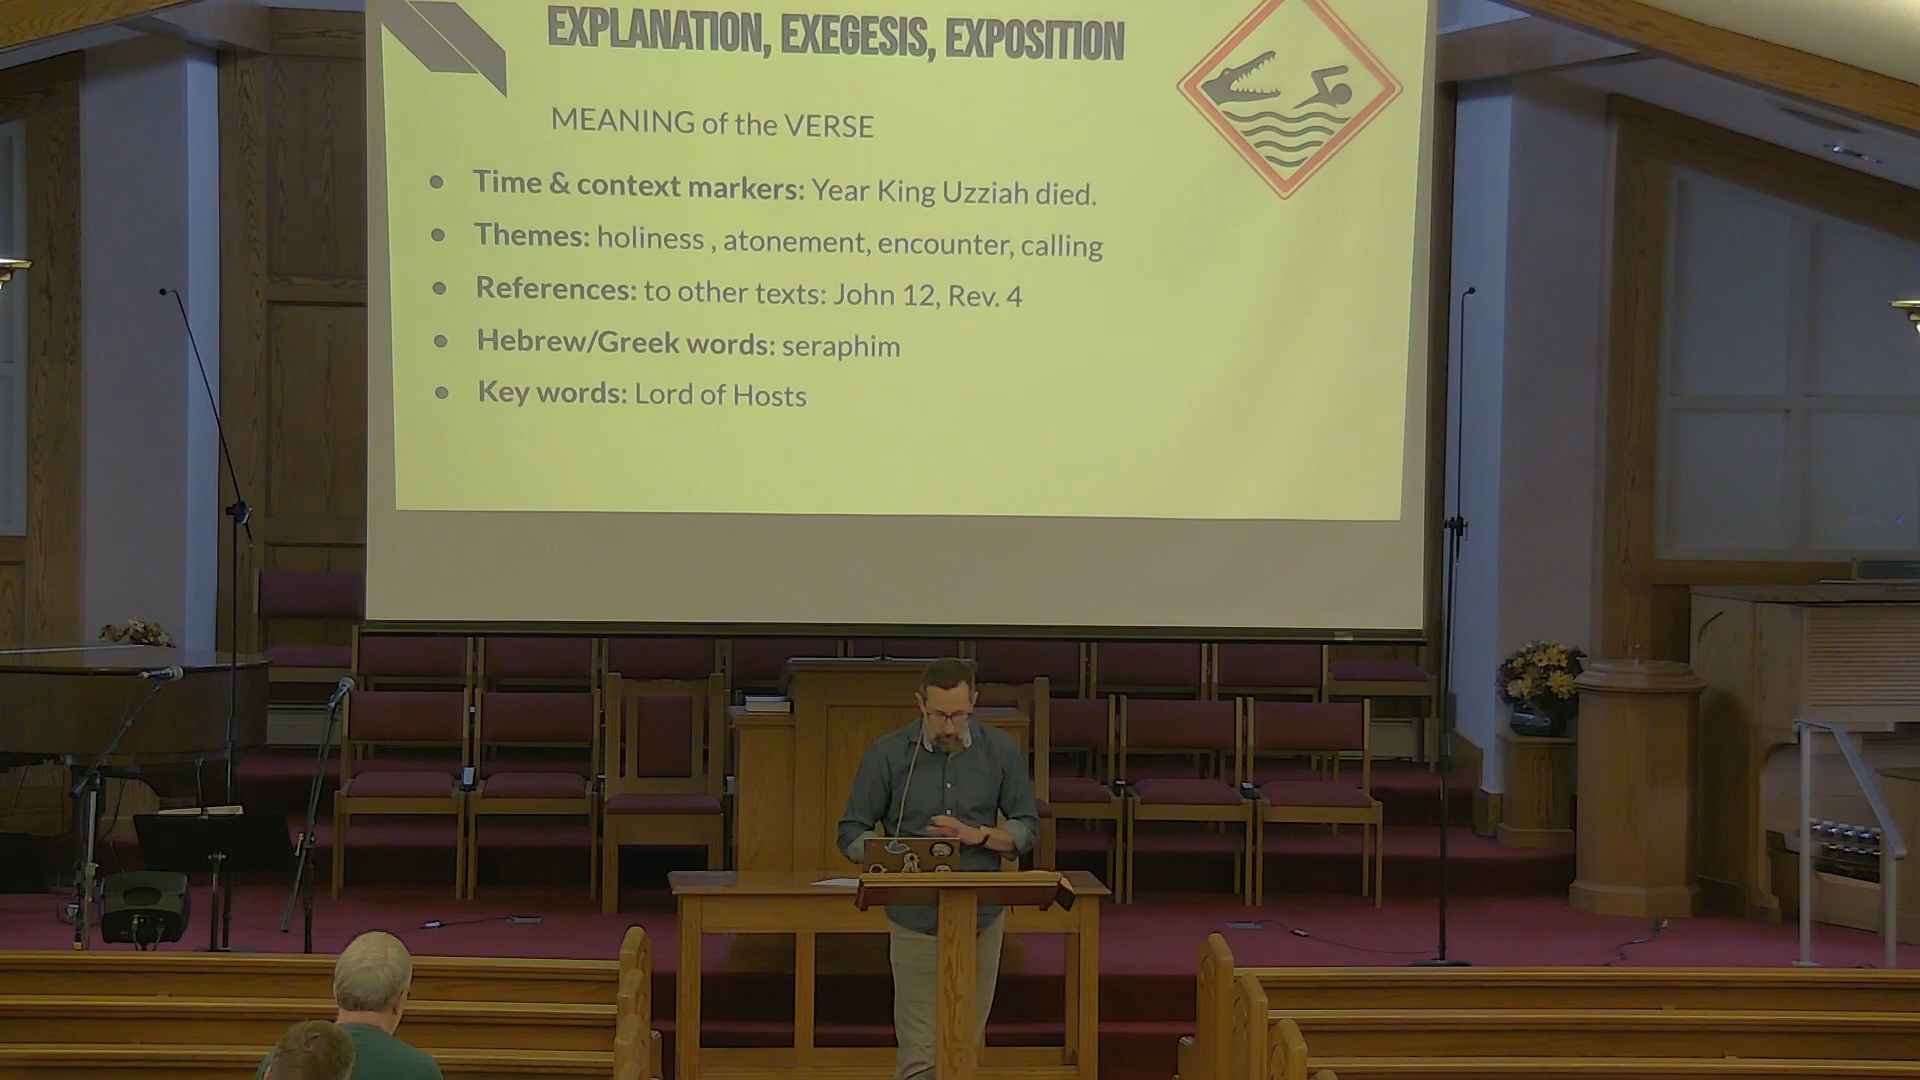 EXPLANATION, EXEGESIS, EXPOSITION
MEANING of the VERSE
Time & context markers: Year King Uzziah died.
Themes: holiness , atonement, encounter, calling
References: to other texts: John 12, Rev. 4
Hebrew/Greek words: seraphim
Key words: Lord of Hosts